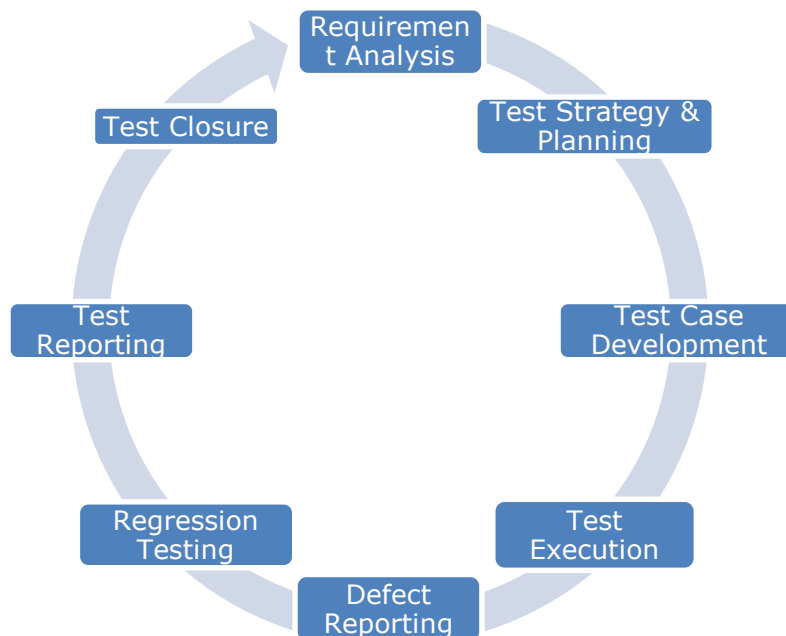 Requiremen
t Analysis
Test Strategy &
Planning
Test Case
Development
Test
Execution
Defect
Reporting
Regression
Testing
Test
Reporting
Test Closure